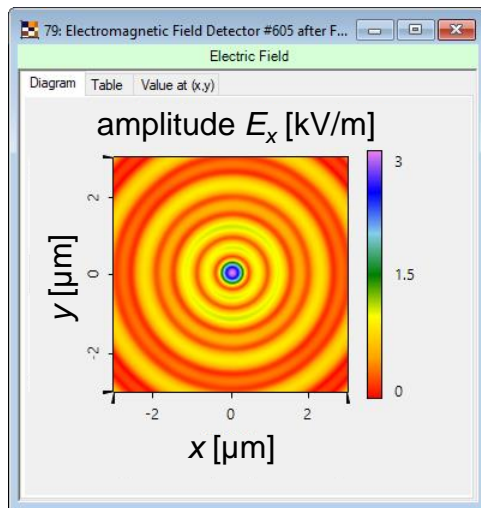 79: Electromagnetic Field Detector #605 after F...
Electric Field
Diagram Table Value at (x,y)
amplitude Ex [kV/m]
3
2
y [µm]
0
1.5
-2
0
-2 0 2
x [µm]